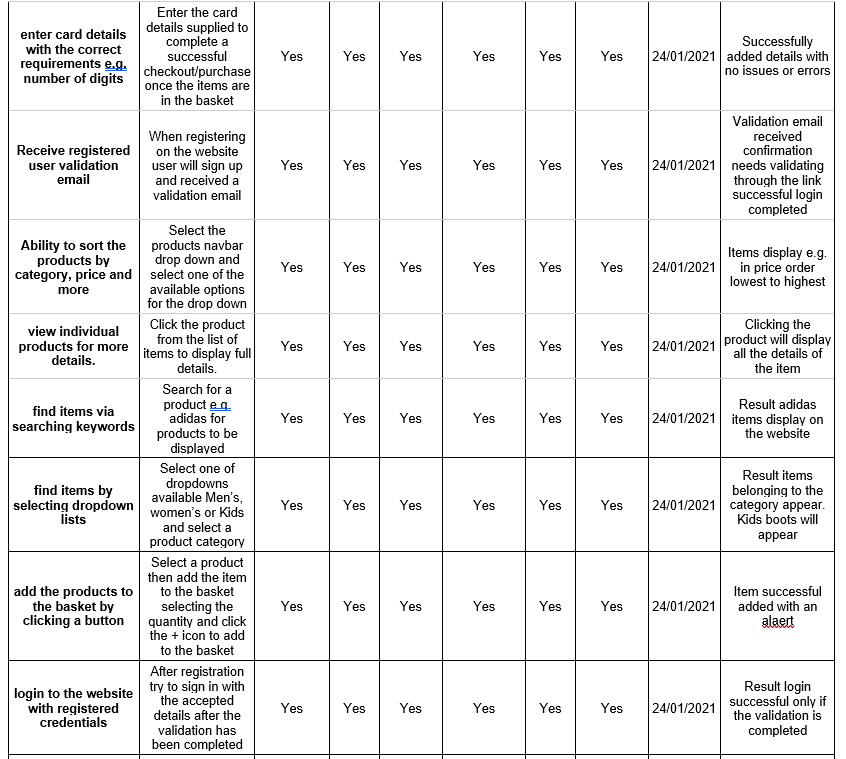 enter card details
with the correct
requirements e.g.
number of digits
Enter the card
details supplied to
complete a
successful
checkout/purchase
once the items are
in the basket
Yes
Yes
Yes
Yes
Yes
Yes
24/01/2021
Successfully
added details with
no issues or errors
Receive registered
user validation
email
When registering
on the website
user will sign up
and received a
validation email
Yes
Yes
Yes
Yes
Yes
Yes
24/01/2021
Validation email
received
confirmation
needs validating
through the link
successful login
completed
Ability to sort the
products by
category, price and
more
Select the
products navbar
drop down and
select one of the
available options
for the drop down
Yes
Yes
Yes
Yes
Yes
Yes
24/01/2021
Items display e.g.
in price order
lowest to highest
view individual
products for more
details.
Click the product
from the list of
items to display full
details.
Yes
Yes
Yes
Yes
Yes
Yes
24/01/2021
Clicking the
product will display
all the details of
the item
find items via
searching keywords
Search for a
product e.g.
adidas for
products to be
displayed
Yes
Yes
Yes
Yes
Yes
Yes
24/01/2021
Result adidas
items display on
the website
find items by
selecting dropdown
lists
Select one of
dropdowns
available Men's,
women's or Kids
and select a
product category
Yes
Yes
Yes
Yes
Yes
Yes
24/01/2021
Result items
belonging to the
category appear.
Kids boots will
appear
add the products to
the basket by
clicking a button
Select a product
then add the item
to the basket
selecting the
quantity and click
the + icon to add
to the basket
Yes
Yes
Yes
Yes
Yes
Yes
24/01/2021
Item successful
added with an
alaert
login to the website
with registered
credentials
After registration
try to sign in with
the accepted
details after the
validation has
been completed
Yes
Yes
Yes
Yes
Yes
Yes
24/01/2021
Result login
successful only if
the validation is
completed